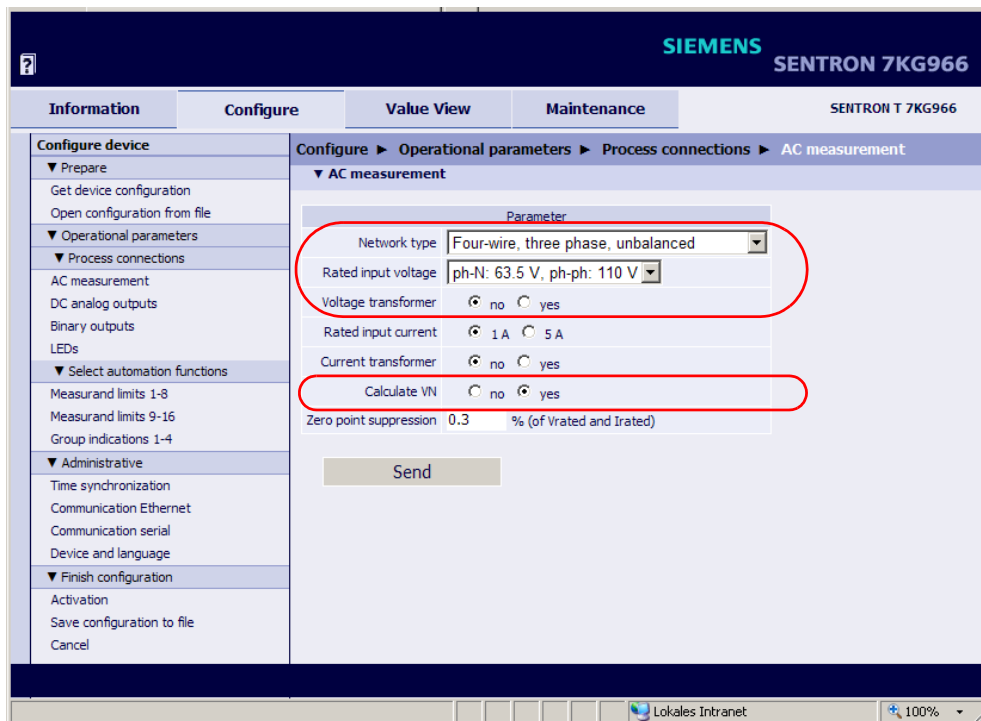 ?
SIEMENS
SENTRON 7KG966
Information Configure Value View Maintenance SENTRON T 7KG966
Configure device
▼ Prepare
Get device configuration
Open configuration from file
▼ Operational parameters
▼ Process connections
AC measurement
DC analog outputs
Binary outputs
LEDs
▼ Select automation functions
Measurand limits 1-8
Measurand limits 9-16
Group indications 1-4
▼ Administrative
Time synchronization
Communication Ethernet
Communication serial
Device and language
▼ Finish configuration
Activation
Save configuration to file
Cancel
Configure ► Operational parameters ► Process connections ► AC measurement
▼ AC measurement
Parameter
Network type Four-wire, three phase, unbalanced
Rated input voltage ph-N: 63.5 V, ph-ph: 110 V
Voltage transformer no yes
Rated input current 1 A 5 A
Current transformer no yes
Calculate VN no yes
Zero point suppression 0.3 % (of Vrated and Irated)
Send
Lokales Intranet 100%